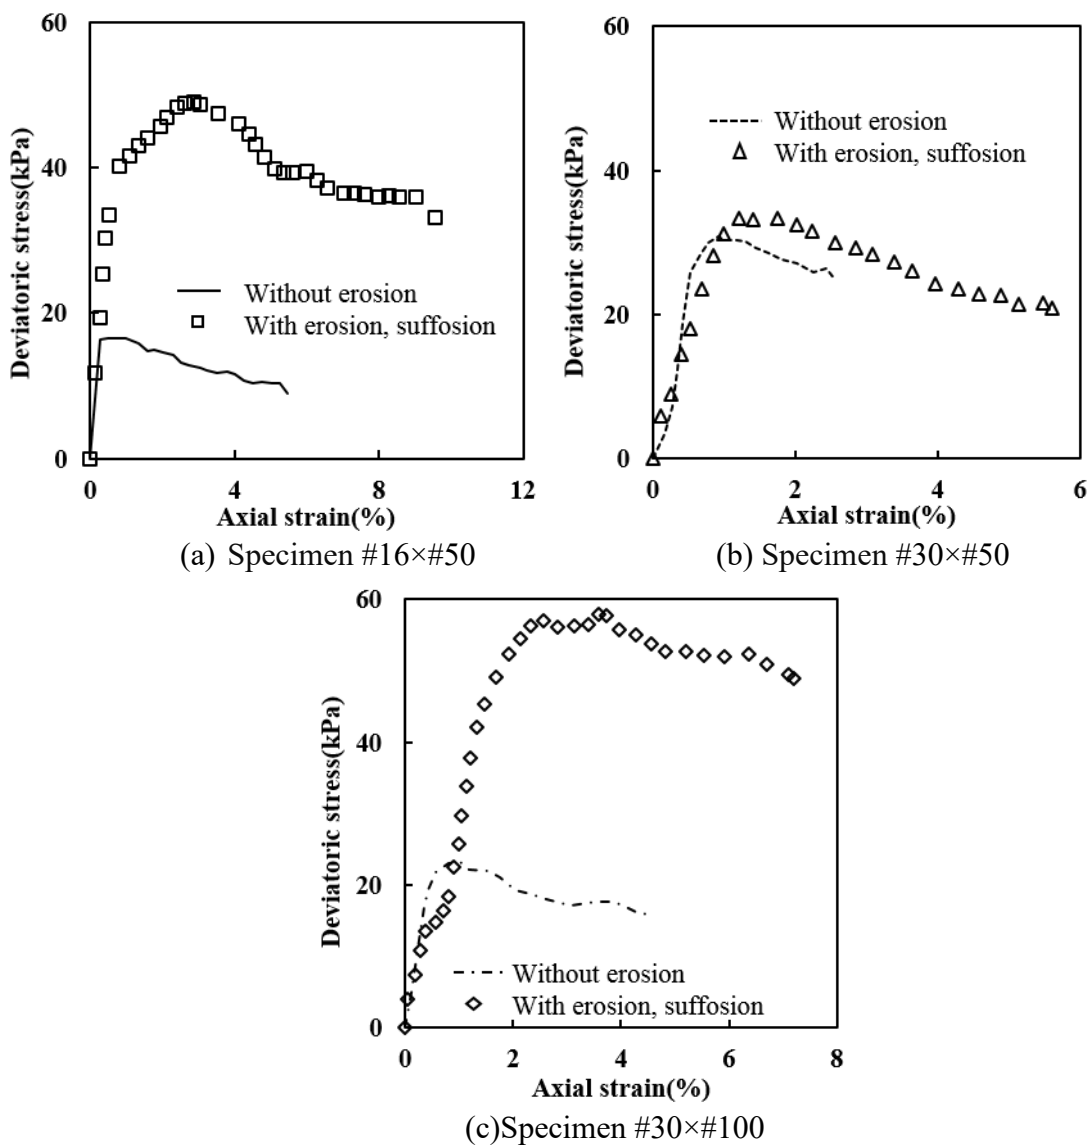 60
40
20
0
Deviatoric stress(kPa)
Without erosion
With erosion, suffosion
0 4 8 12
Axial strain(%)
(a) Specimen #16×#50
60
40
20
0
Deviatoric stress(kPa)
Without erosion
With erosion, suffosion
0 2 4 6
Axial strain(%)
(b) Specimen #30×#50
60
40
20
0
Deviatoric stress(kPa)
Without erosion
With erosion, suffosion
0 2 4 6 8
Axial strain(%)
(c)Specimen #30×#100